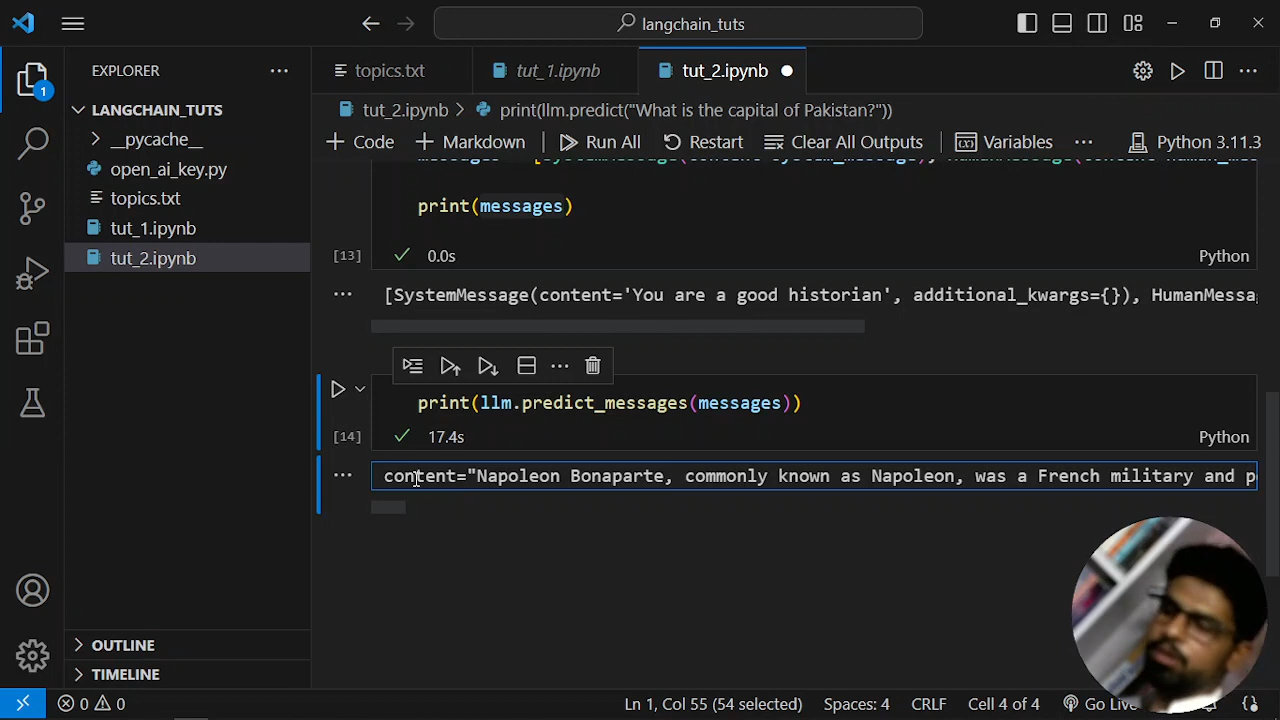 langchain_tuts
EXPLORER
topics.txt
tut_1.ipynb
tut_2.ipynb
LANGCHAIN_TUTS
tut_2.ipynb > print(llm.predict("What is the capital of Pakistan?"))
__pycache__
+ Code + Markdown Run All Restart Clear All Outputs Variables ... Python 3.11.3
open_ai_key.py
topics.txt
print(messages)
tut_1.ipynb
tut_2.ipynb
[13] 0.0s Python
[SystemMessage(content='You are a good historian', additional_kwargs={}), HumanMessa
print(llm.predict_messages(messages))
[14] 17.4s Python
content="Napoleon Bonaparte, commonly known as Napoleon, was a French military and p
1
OUTLINE
TIMELINE
0 0 Ln 1, Col 55 (54 selected) Spaces: 4 CRLF Cell 4 of 4 Go Liv